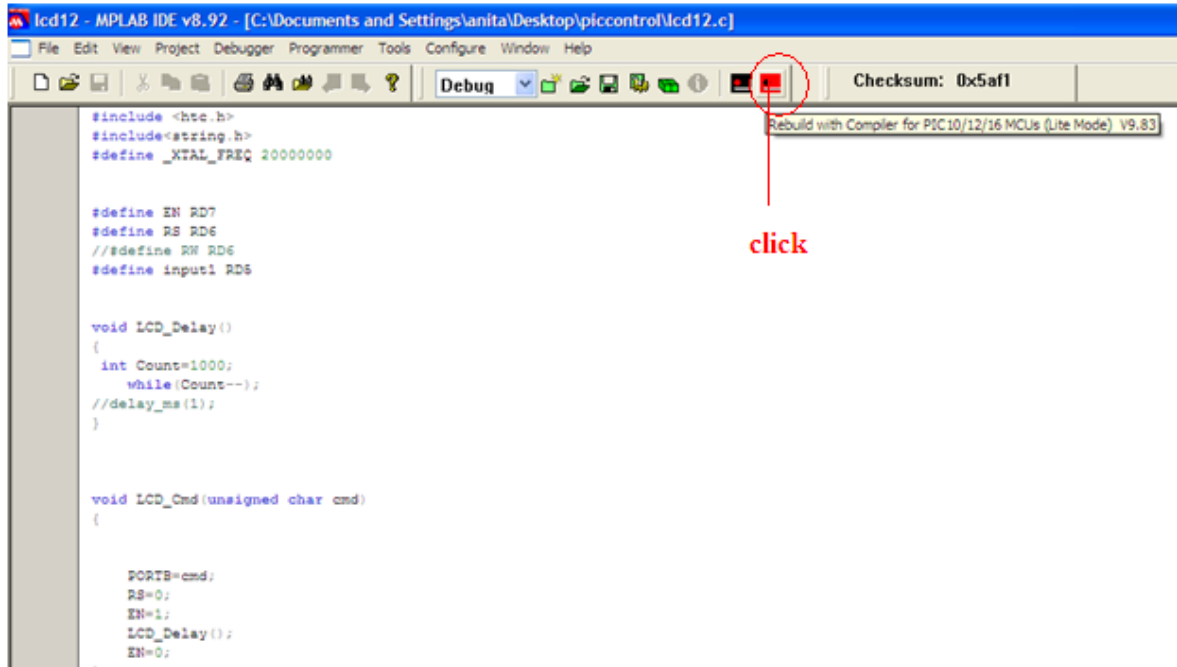 lcd12 - MPLAB IDE v8.92 - [C:\Documents and Settings\anita\Desktop\piccontrol\lcd12.c]
File Edit View Project Debugger Programmer Tools Configure Window Help
Debug Checksum: 0x5af1
Rebuild with Compiler for PIC10/12/16 MCUs (Lite Mode) V9.83
click
#include <htc.h>
#include<string.h>
#define _XTAL_FREQ 20000000
#define EN RD7
#define RS RD6
//#define RW RD6
#define input1 RD5
void LCD_Delay()
{
int Count=1000;
while(Count--);
//delay_ms(1);
}
void LCD_Cmd(unsigned char cmd)
{
PORTB=cmd;
RS=0;
EN=1;
LCD_Delay();
EN=0;